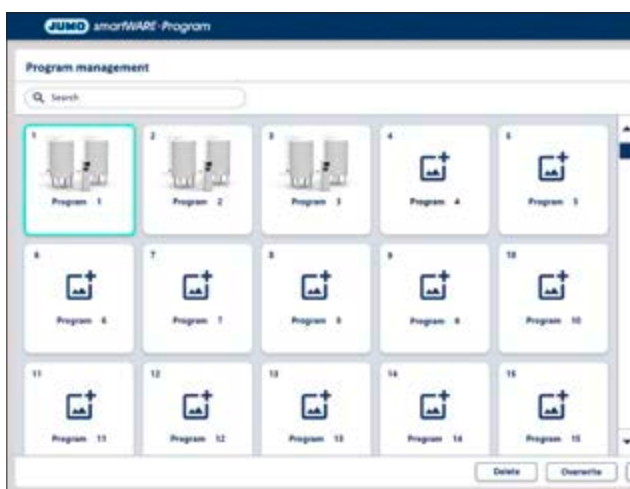 JUMO smartWARE Program
Program management
Search
1 2 3 4 5
Program 1 Program 2 Program 3 Program 4 Program 5
6 7 8 9 10
Program 6 Program 7 Program 8 Program 9 Program 10
11 12 13 14 15
Program 11 Program 12 Program 13 Program 14 Program 15
Delete Overwrite